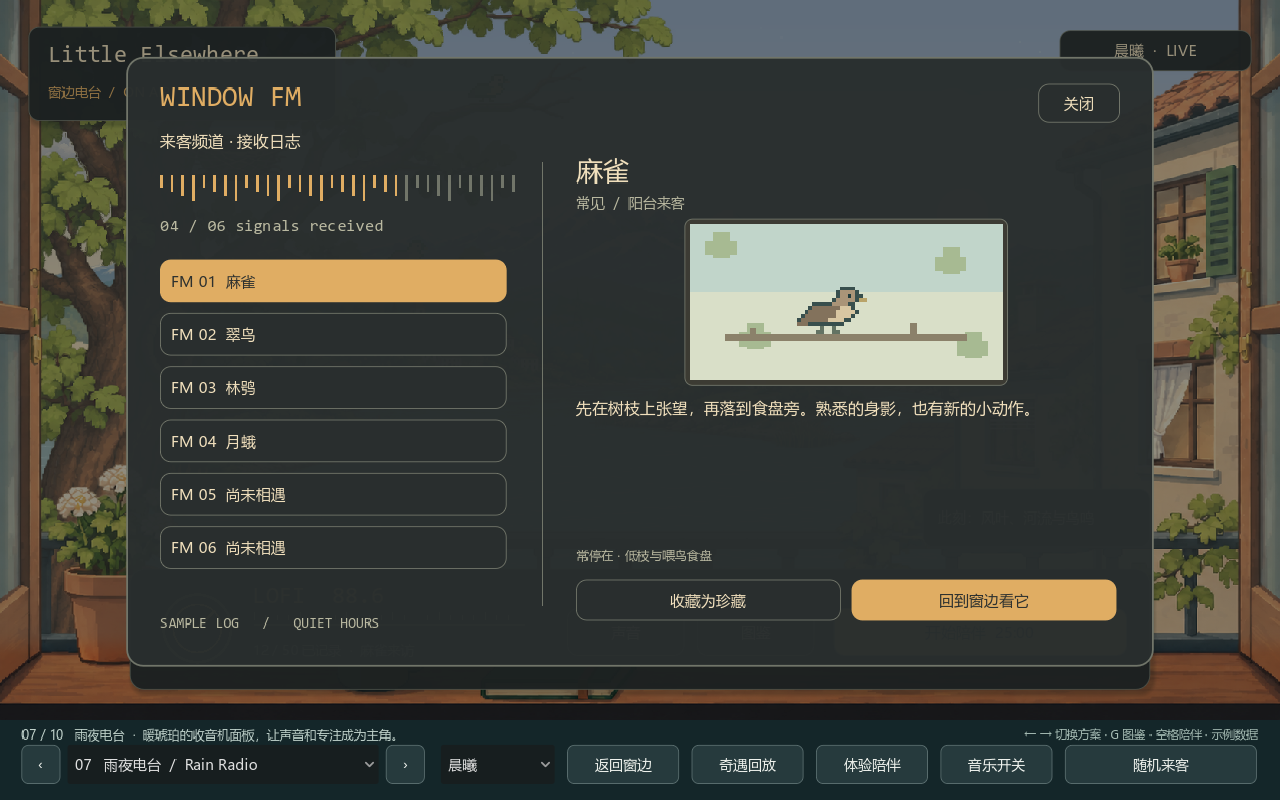 Little Elsewhere
窗边电台 /
晨曦 · LIVE
WINDOW FM
关闭
来客频道 · 接收日志
04 / 06 signals received
FM 01 麻雀
FM 02 翠鸟
FM 03 林鸮
FM 04 月蛾
FM 05 尚未相遇
FM 06 尚未相遇
SAMPLE LOG / QUIET HOURS
麻雀
常见 / 阳台来客
先在树枝上张望，再落到食盘旁。熟悉的身影，也有新的小动作。
常停在 · 低枝与喂鸟食盘
收藏为珍藏
回到窗边看它
07 / 10 雨夜电台 · 暖琥珀的收音机面板，让声音和专注成为主角。
←→ 切换方案 · G 图鉴 · 空格陪伴 · 示例数据
‹
07 雨夜电台 / Rain Radio
›
晨曦
返回窗边
奇遇回放
体验陪伴
音乐开关
随机来客